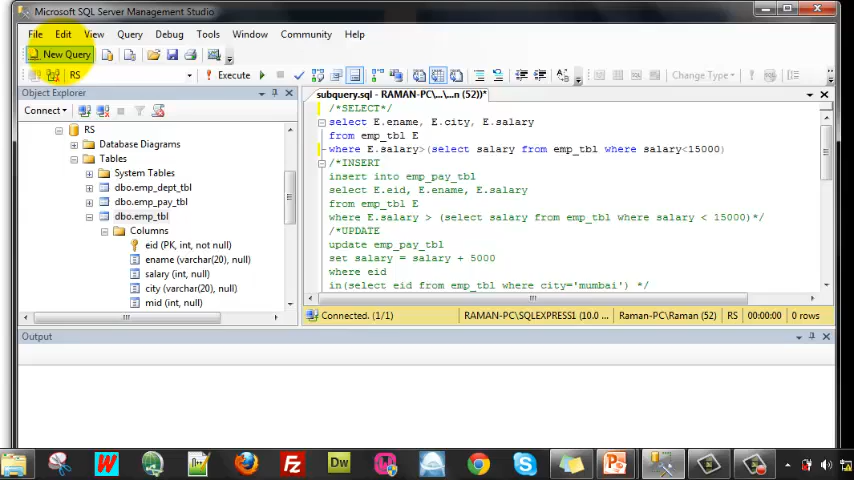 Microsoft SQL Server Management Studio
File Edit View Query Debug Tools Window Community Help
New Query
RS Execute Change Type
Object Explorer
subquery.sql - RAMAN-PC\...\...n (52))*
Connect
RS
Database Diagrams
Tables
System Tables
dbo.emp_dept_tbl
dbo.emp_pay_tbl
dbo.emp_tbl
Columns
eid (PK, int, not null)
ename (varchar(20), null)
salary (int, null)
city (varchar(20), null)
mid (int, null)
/*SELECT*/
select E.ename, E.city, E.salary
from emp_tbl E
where E.salary>(select salary from emp_tbl where salary<15000)
/*INSERT
insert into emp_pay_tbl
select E.eid, E.ename, E.salary
from emp_tbl E
where E.salary > (select salary from emp_tbl where salary < 15000)*/
/*UPDATE
update emp_pay_tbl
set salary = salary + 5000
where eid
in(select eid from emp_tbl where city='mumbai') */
Connected. (1/1) RAMAN-PC\SQLEXPRESS1 (10.0 ... Raman-PC\Raman (52) RS 00:00:00 0 rows
Output
W
Fz
Dw